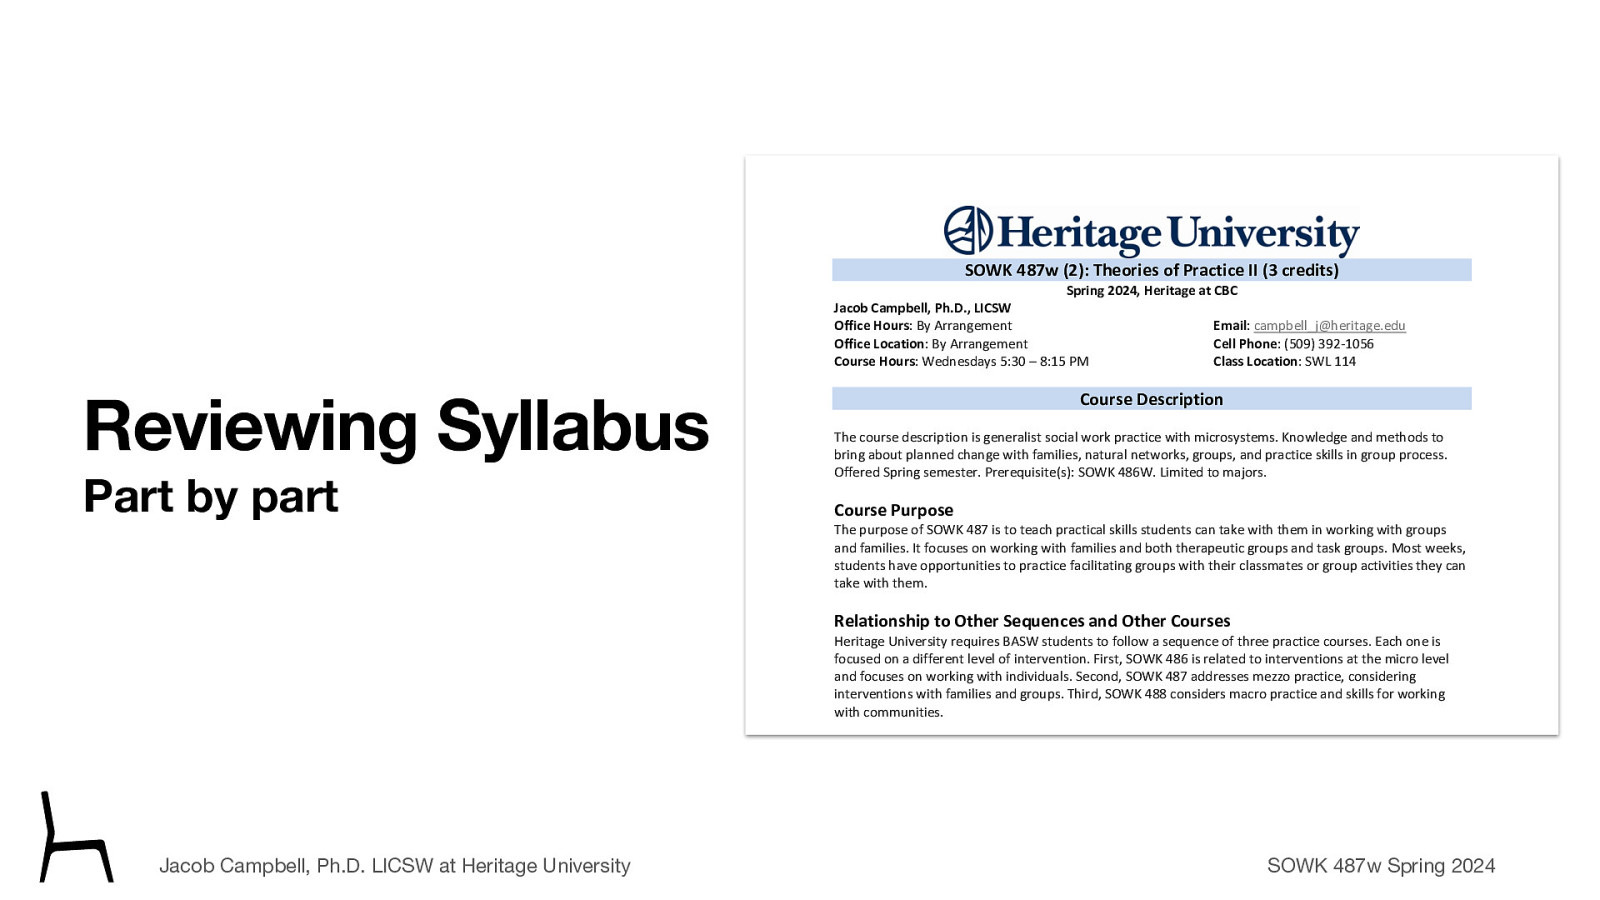 Reviewing Syllabus
Part by part
Heritage University
SOWK 487w (2): Theories of Practice II (3 credits)
Spring 2024, Heritage at CBC
Jacob Campbell, Ph.D., LICSW
Office Hours: By Arrangement
Email: campbell_j@heritage.edu
Office Location: By Arrangement
Cell Phone: (509) 392-1056
Course Hours: Wednesdays 5:30 – 8:15 PM
Class Location: SWL 114
Course Description
The course description is generalist social work practice with microsystems. Knowledge and methods to
bring about planned change with families, natural networks, groups, and practice skills in group process.
Offered Spring semester. Prerequisite(s): SOWK 486W. Limited to majors.
Course Purpose
The purpose of SOWK 487 is to teach practical skills students can take with them in working with groups
and families. It focuses on working with families and both therapeutic groups and task groups. Most weeks,
students have opportunities to practice facilitating groups with their classmates or group activities they can
take with them.
Relationship to Other Sequences and Other Courses
Heritage University requires BASW students to follow a sequence of three practice courses. Each one is
focused on a different level of intervention. First, SOWK 486 is related to interventions at the micro level
and focuses on working with individuals. Second, SOWK 487 addresses mezzo practice, considering
interventions with families and groups. Third, SOWK 488 considers macro practice and skills for working
with communities.
Jacob Campbell, Ph.D. LICSW at Heritage University
SOWK 487w Spring 2024